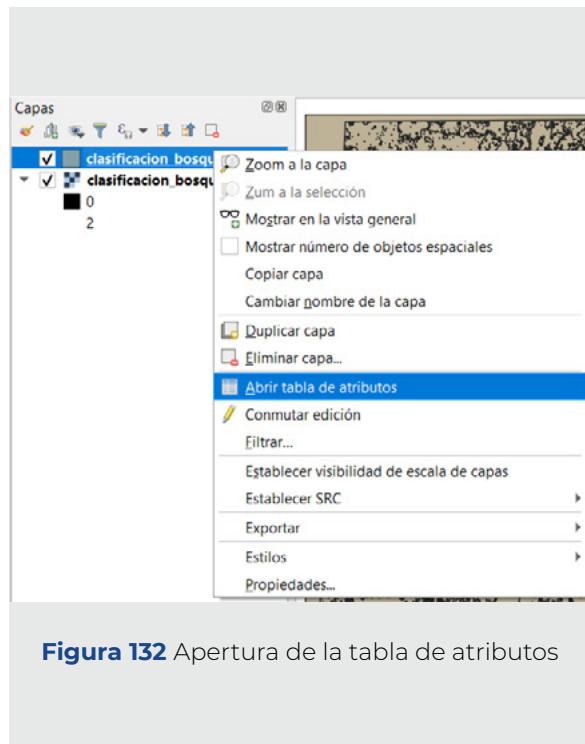 Capas
clasificacion_bosqu
clasificacion_bosqu
0
2
Zoom a la capa
Zum a la selección
Mostrar en la vista general
Mostrar número de objetos espaciales
Copiar capa
Cambiar nombre de la capa
Duplicar capa
Eliminar capa...
Abrir tabla de atributos
Conmutar edición
Filtrar...
Establecer visibilidad de escala de capas
Establecer SRC
Exportar
Estilos
Propiedades...
Figura 132 Apertura de la tabla de atributos